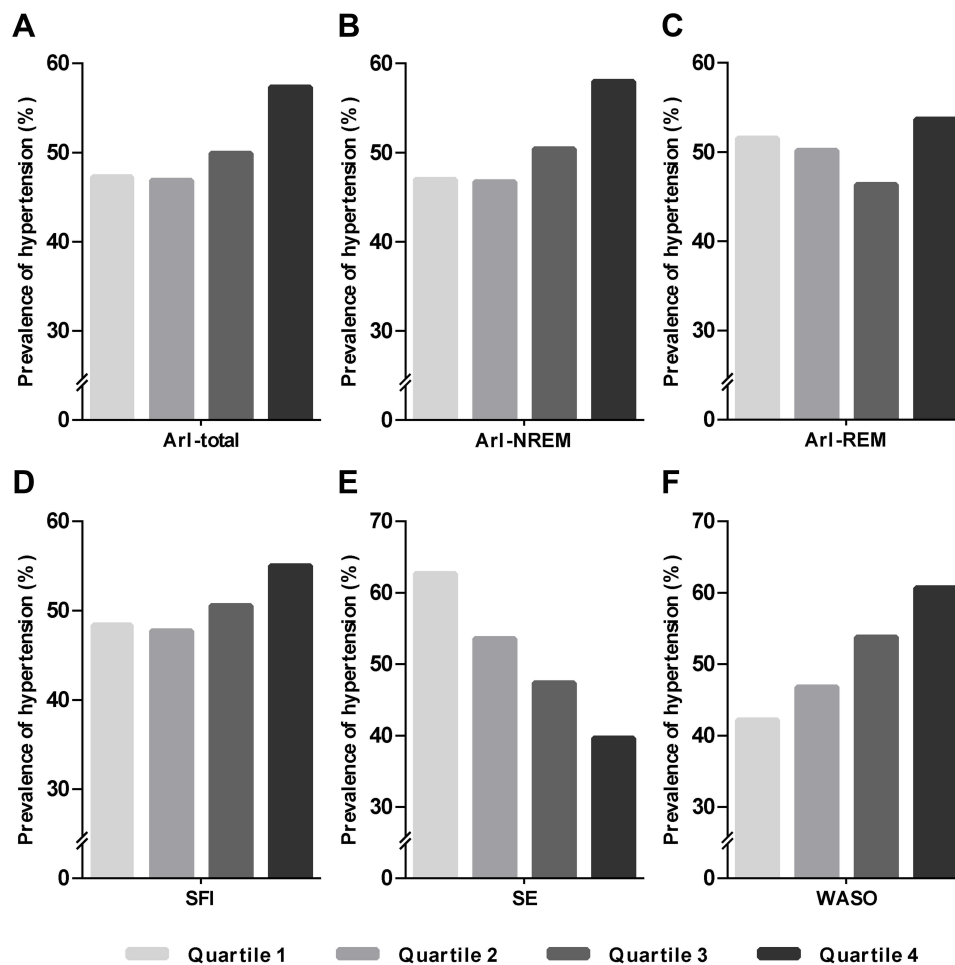 A
Prevalence of hypertension (%)
60
50
40
30
0
ArI-total
B
Prevalence of hypertension (%)
60
50
40
30
0
ArI-NREM
C
Prevalence of hypertension (%)
60
50
40
30
0
ArI-REM
D
Prevalence of hypertension (%)
60
50
40
30
0
SFI
E
Prevalence of hypertension (%)
70
60
50
40
30
0
SE
F
Prevalence of hypertension (%)
70
60
50
40
30
0
WASO
Quartile 1 Quartile 2 Quartile 3 Quartile 4